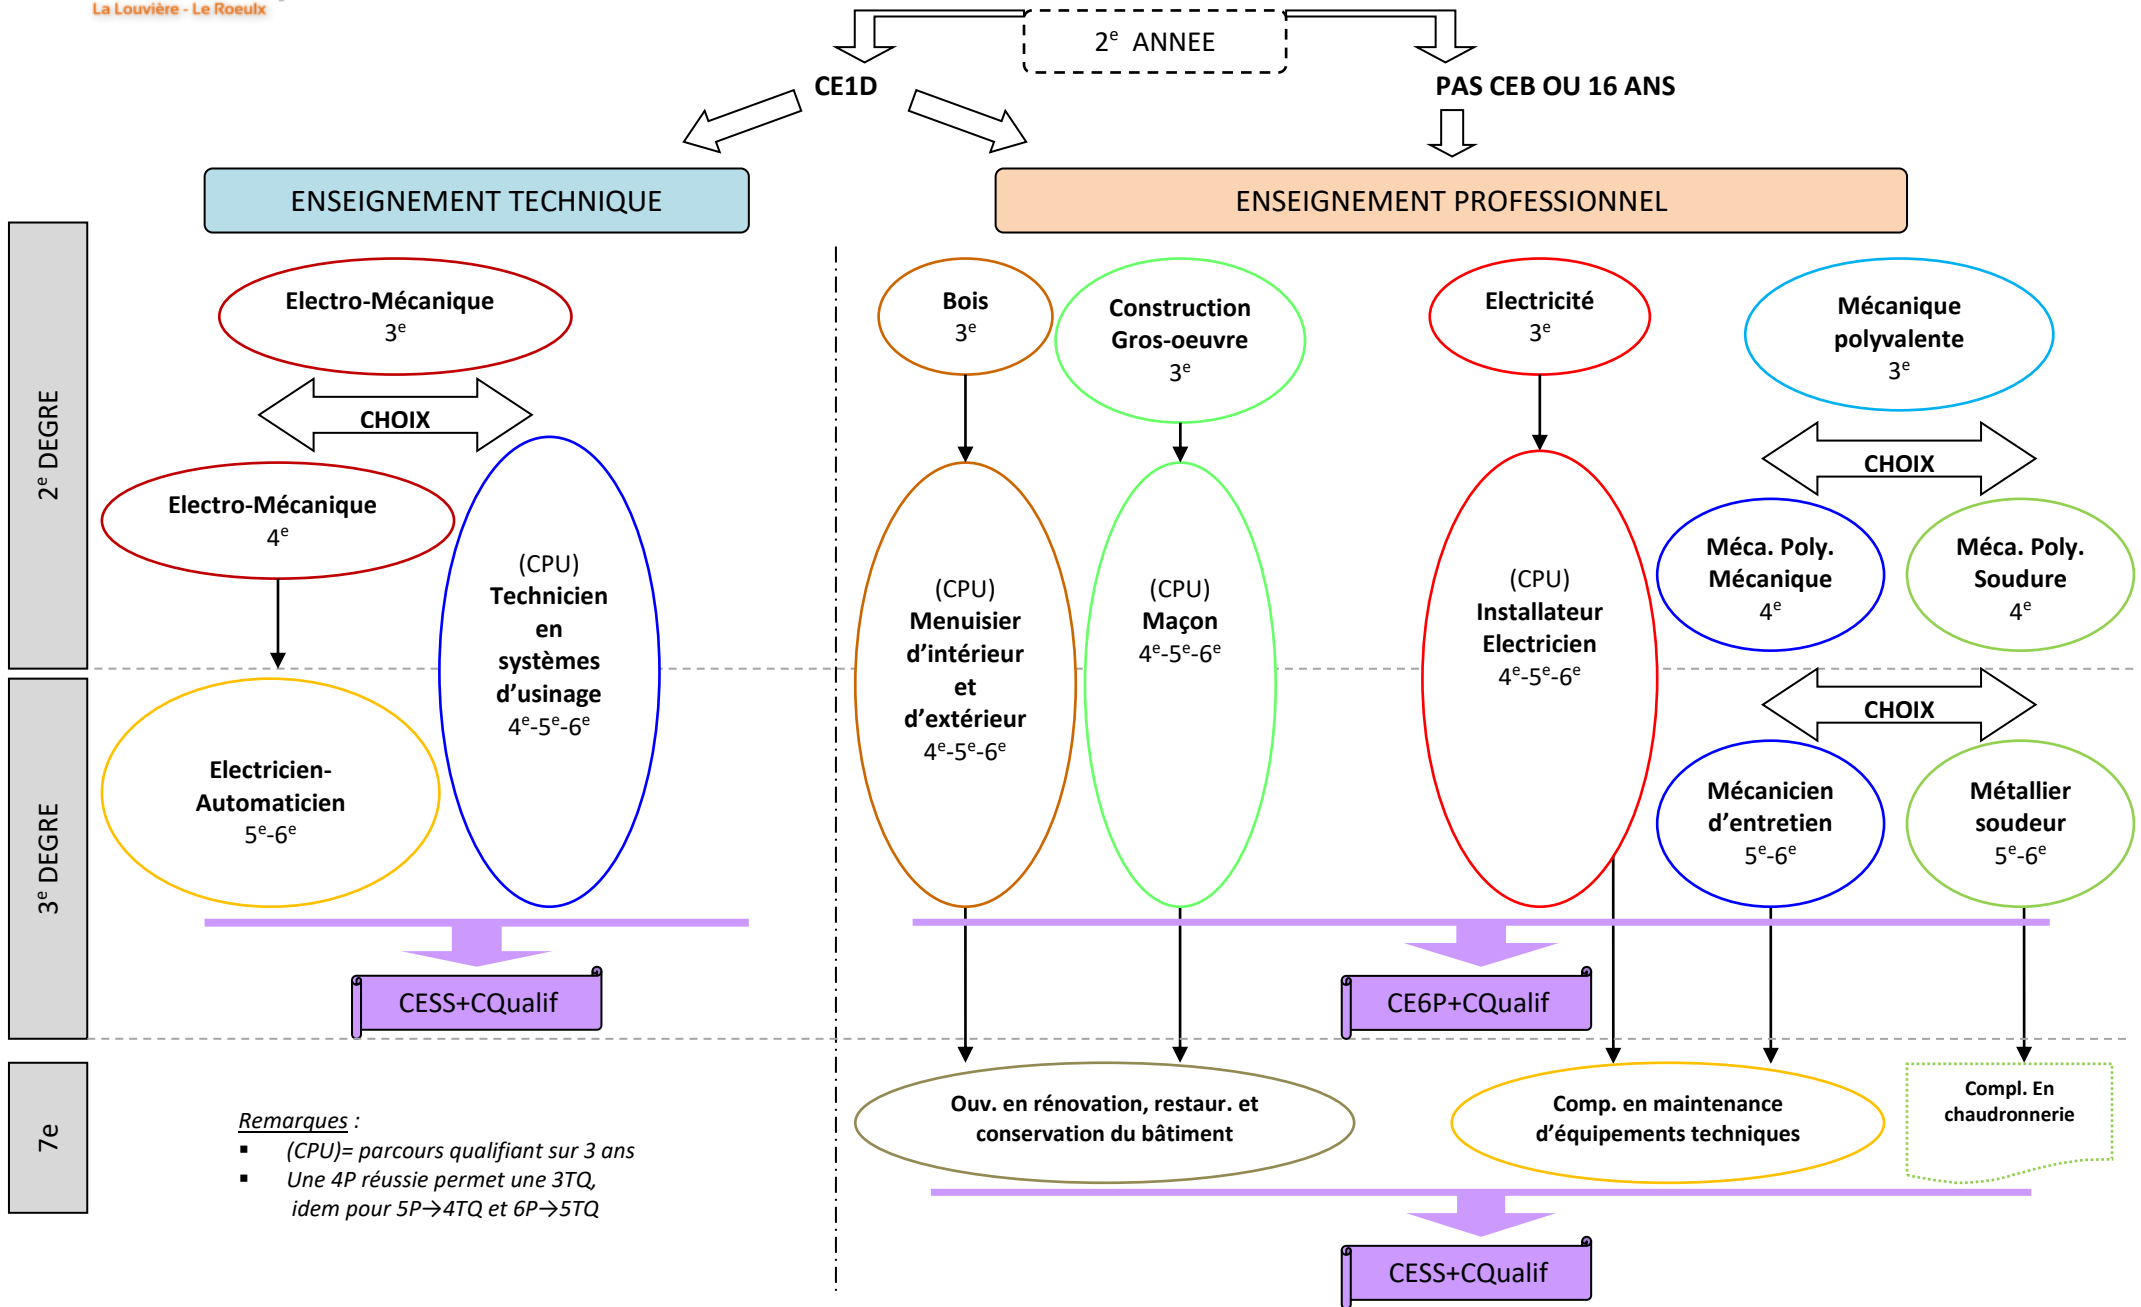 La Louvière - Le Roeulx
2e ANNEE
CE1D
PAS CEB OU 16 ANS
ENSEIGNEMENT TECHNIQUE
ENSEIGNEMENT PROFESSIONNEL
2e DEGRE
Electro-Mécanique
3e
CHOIX
Electro-Mécanique
4e
(CPU)
Technicien
en
systèmes
d'usinage
4e-5e-6e
Bois
3e
Construction
Gros-oeuvre
3e
Electricité
3e
Mécanique
polyvalente
3e
CHOIX
Méca. Poly.
Mécanique
4e
Méca. Poly.
Soudure
4e
(CPU)
Menuisier
d'intérieur
et
d'extérieur
4e-5e-6e
(CPU)
Maçon
4e-5e-6e
(CPU)
Installateur
Electricien
4e-5e-6e
3e DEGRE
Electricien-
Automaticien
5e-6e
CHOIX
Mécanicien
d'entretien
5e-6e
Métallier
soudeur
5e-6e
CESS+CQualif
CE6P+CQualif
7e
Remarques :
▪ (CPU)= parcours qualifiant sur 3 ans
▪ Une 4P réussie permet une 3TQ,
idem pour 5P→4TQ et 6P→5TQ
Ouv. en rénovation, restaur. et
conservation du bâtiment
Comp. en maintenance
d'équipements techniques
Compl. En
chaudronnerie
CESS+CQualif